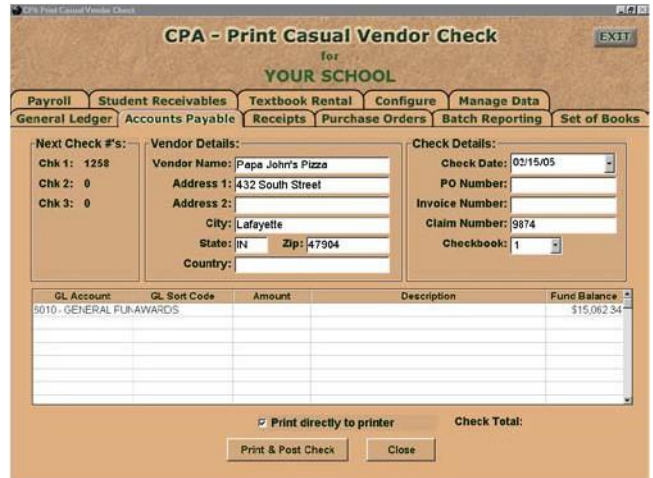 CPA Print Casual Vendor Check
CPA - Print Casual Vendor Check
for
YOUR SCHOOL
EXIT
Payroll Student Receivables Textbook Rental Configure Manage Data
General Ledger Accounts Payable Receipts Purchase Orders Batch Reporting Set of Books
Next Check #'s:
Chk 1: 1258
Chk 2: 0
Chk 3: 0
Vendor Details:
Vendor Name: Papa John's Pizza
Address 1: 432 South Street
Address 2:
City: Lafayette
State: IN Zip: 47904
Country:
Check Details:
Check Date: 03/15/05
PO Number:
Invoice Number:
Claim Number: 9874
Checkbook: 1
GL Account GL Sort Code Amount Description Fund Balance
6010 - GENERAL FUN AWARDS $15,062.34
Print directly to printer Check Total:
Print & Post Check Close